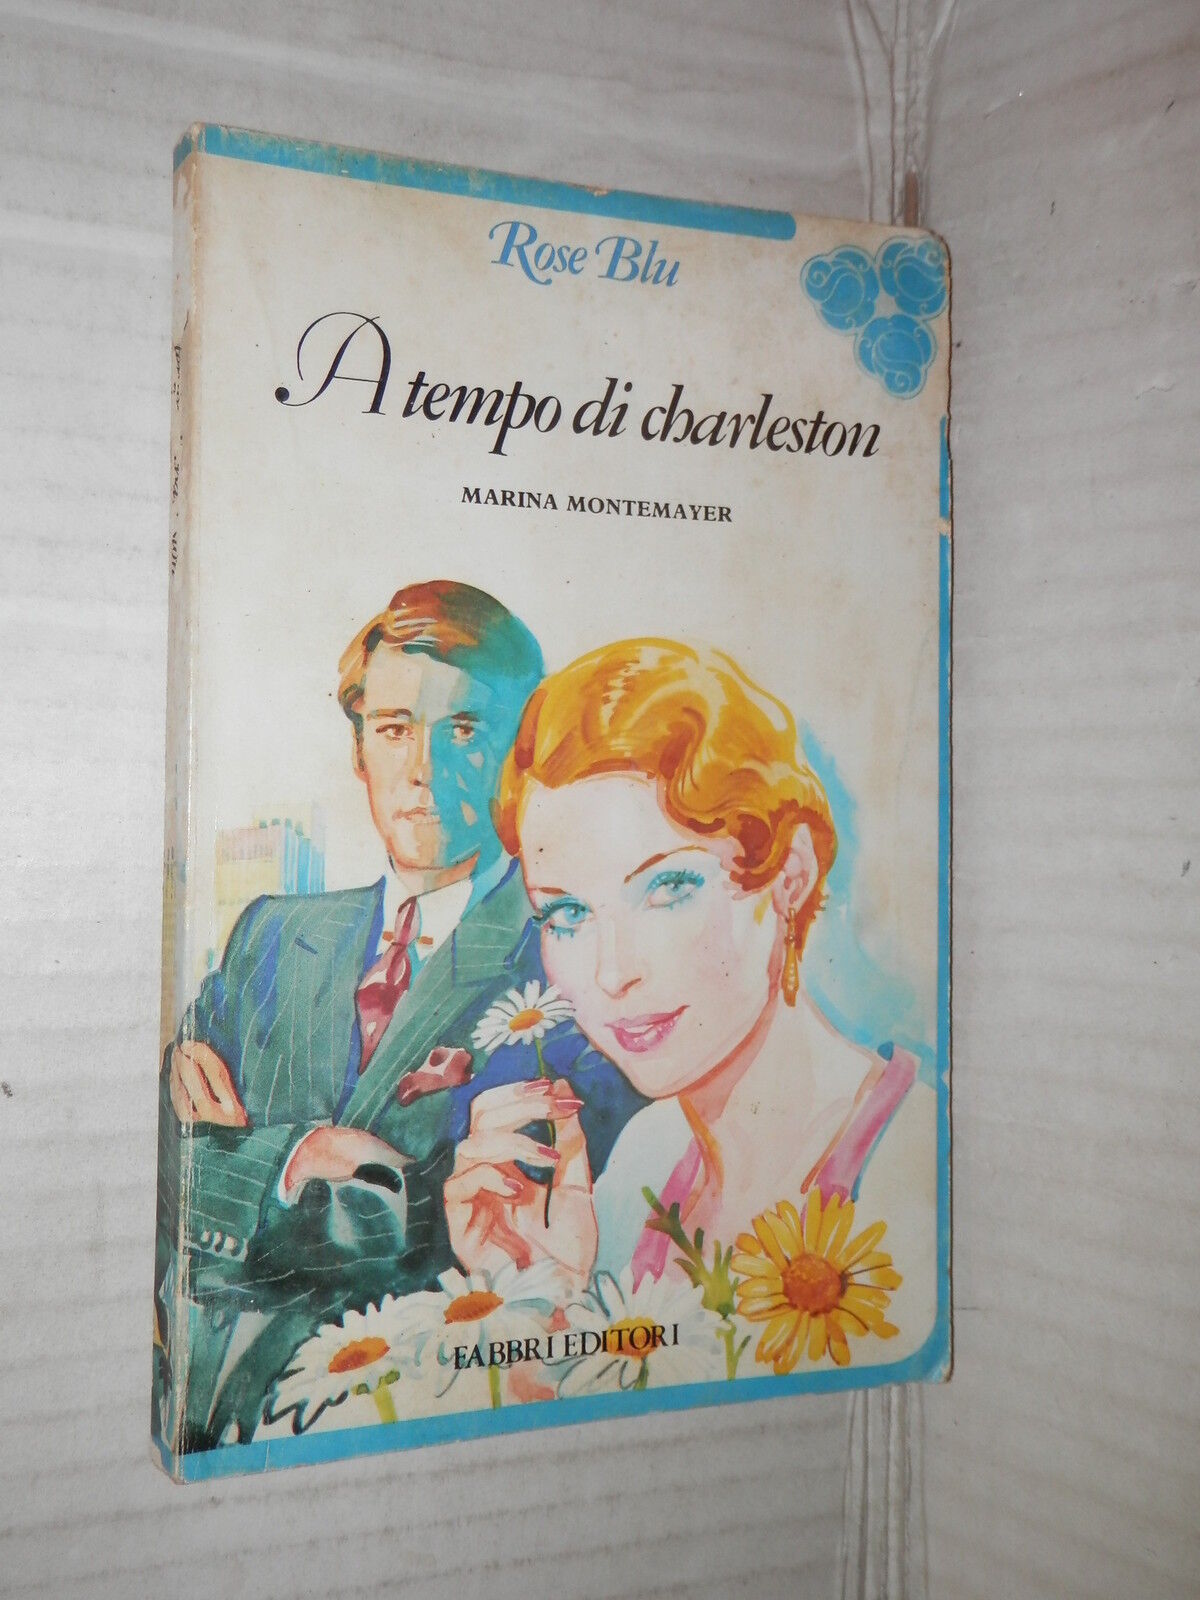 Rose Blu
A tempo di charleston
MARINA MONTEMAYER
FABBRI EDITORI